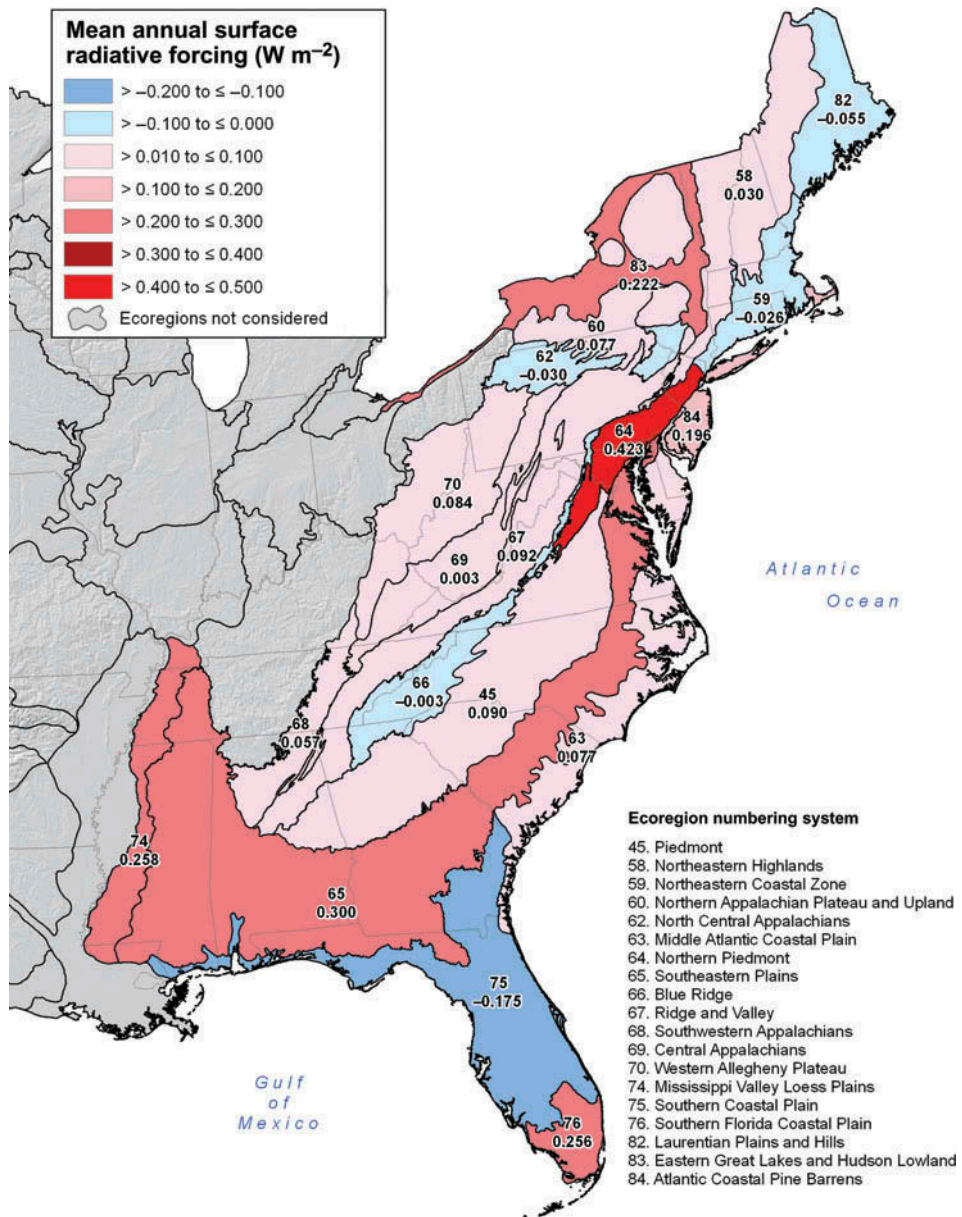 Mean annual surface
radiative forcing (W m⁻²)
> –0.200 to ≤ –0.100
> –0.100 to ≤ 0.000
> 0.010 to ≤ 0.100
> 0.100 to ≤ 0.200
> 0.200 to ≤ 0.300
> 0.300 to ≤ 0.400
> 0.400 to ≤ 0.500
Ecoregions not considered
82
–0.055
58
0.030
83
0.222
59
–0.026
60
0.077
62
–0.030
84
0.196
64
0.423
70
0.084
67
0.092
69
0.003
66
–0.003
45
0.090
68
0.057
63
0.077
74
0.258
65
0.300
75
–0.175
76
0.256
Atlantic
Ocean
Gulf
of
Mexico
Ecoregion numbering system
45. Piedmont
58. Northeastern Highlands
59. Northeastern Coastal Zone
60. Northern Appalachian Plateau and Upland
62. North Central Appalachians
63. Middle Atlantic Coastal Plain
64. Northern Piedmont
65. Southeastern Plains
66. Blue Ridge
67. Ridge and Valley
68. Southwestern Appalachians
69. Central Appalachians
70. Western Allegheny Plateau
74. Mississippi Valley Loess Plains
75. Southern Coastal Plain
76. Southern Florida Coastal Plain
82. Laurentian Plains and Hills
83. Eastern Great Lakes and Hudson Lowland
84. Atlantic Coastal Pine Barrens